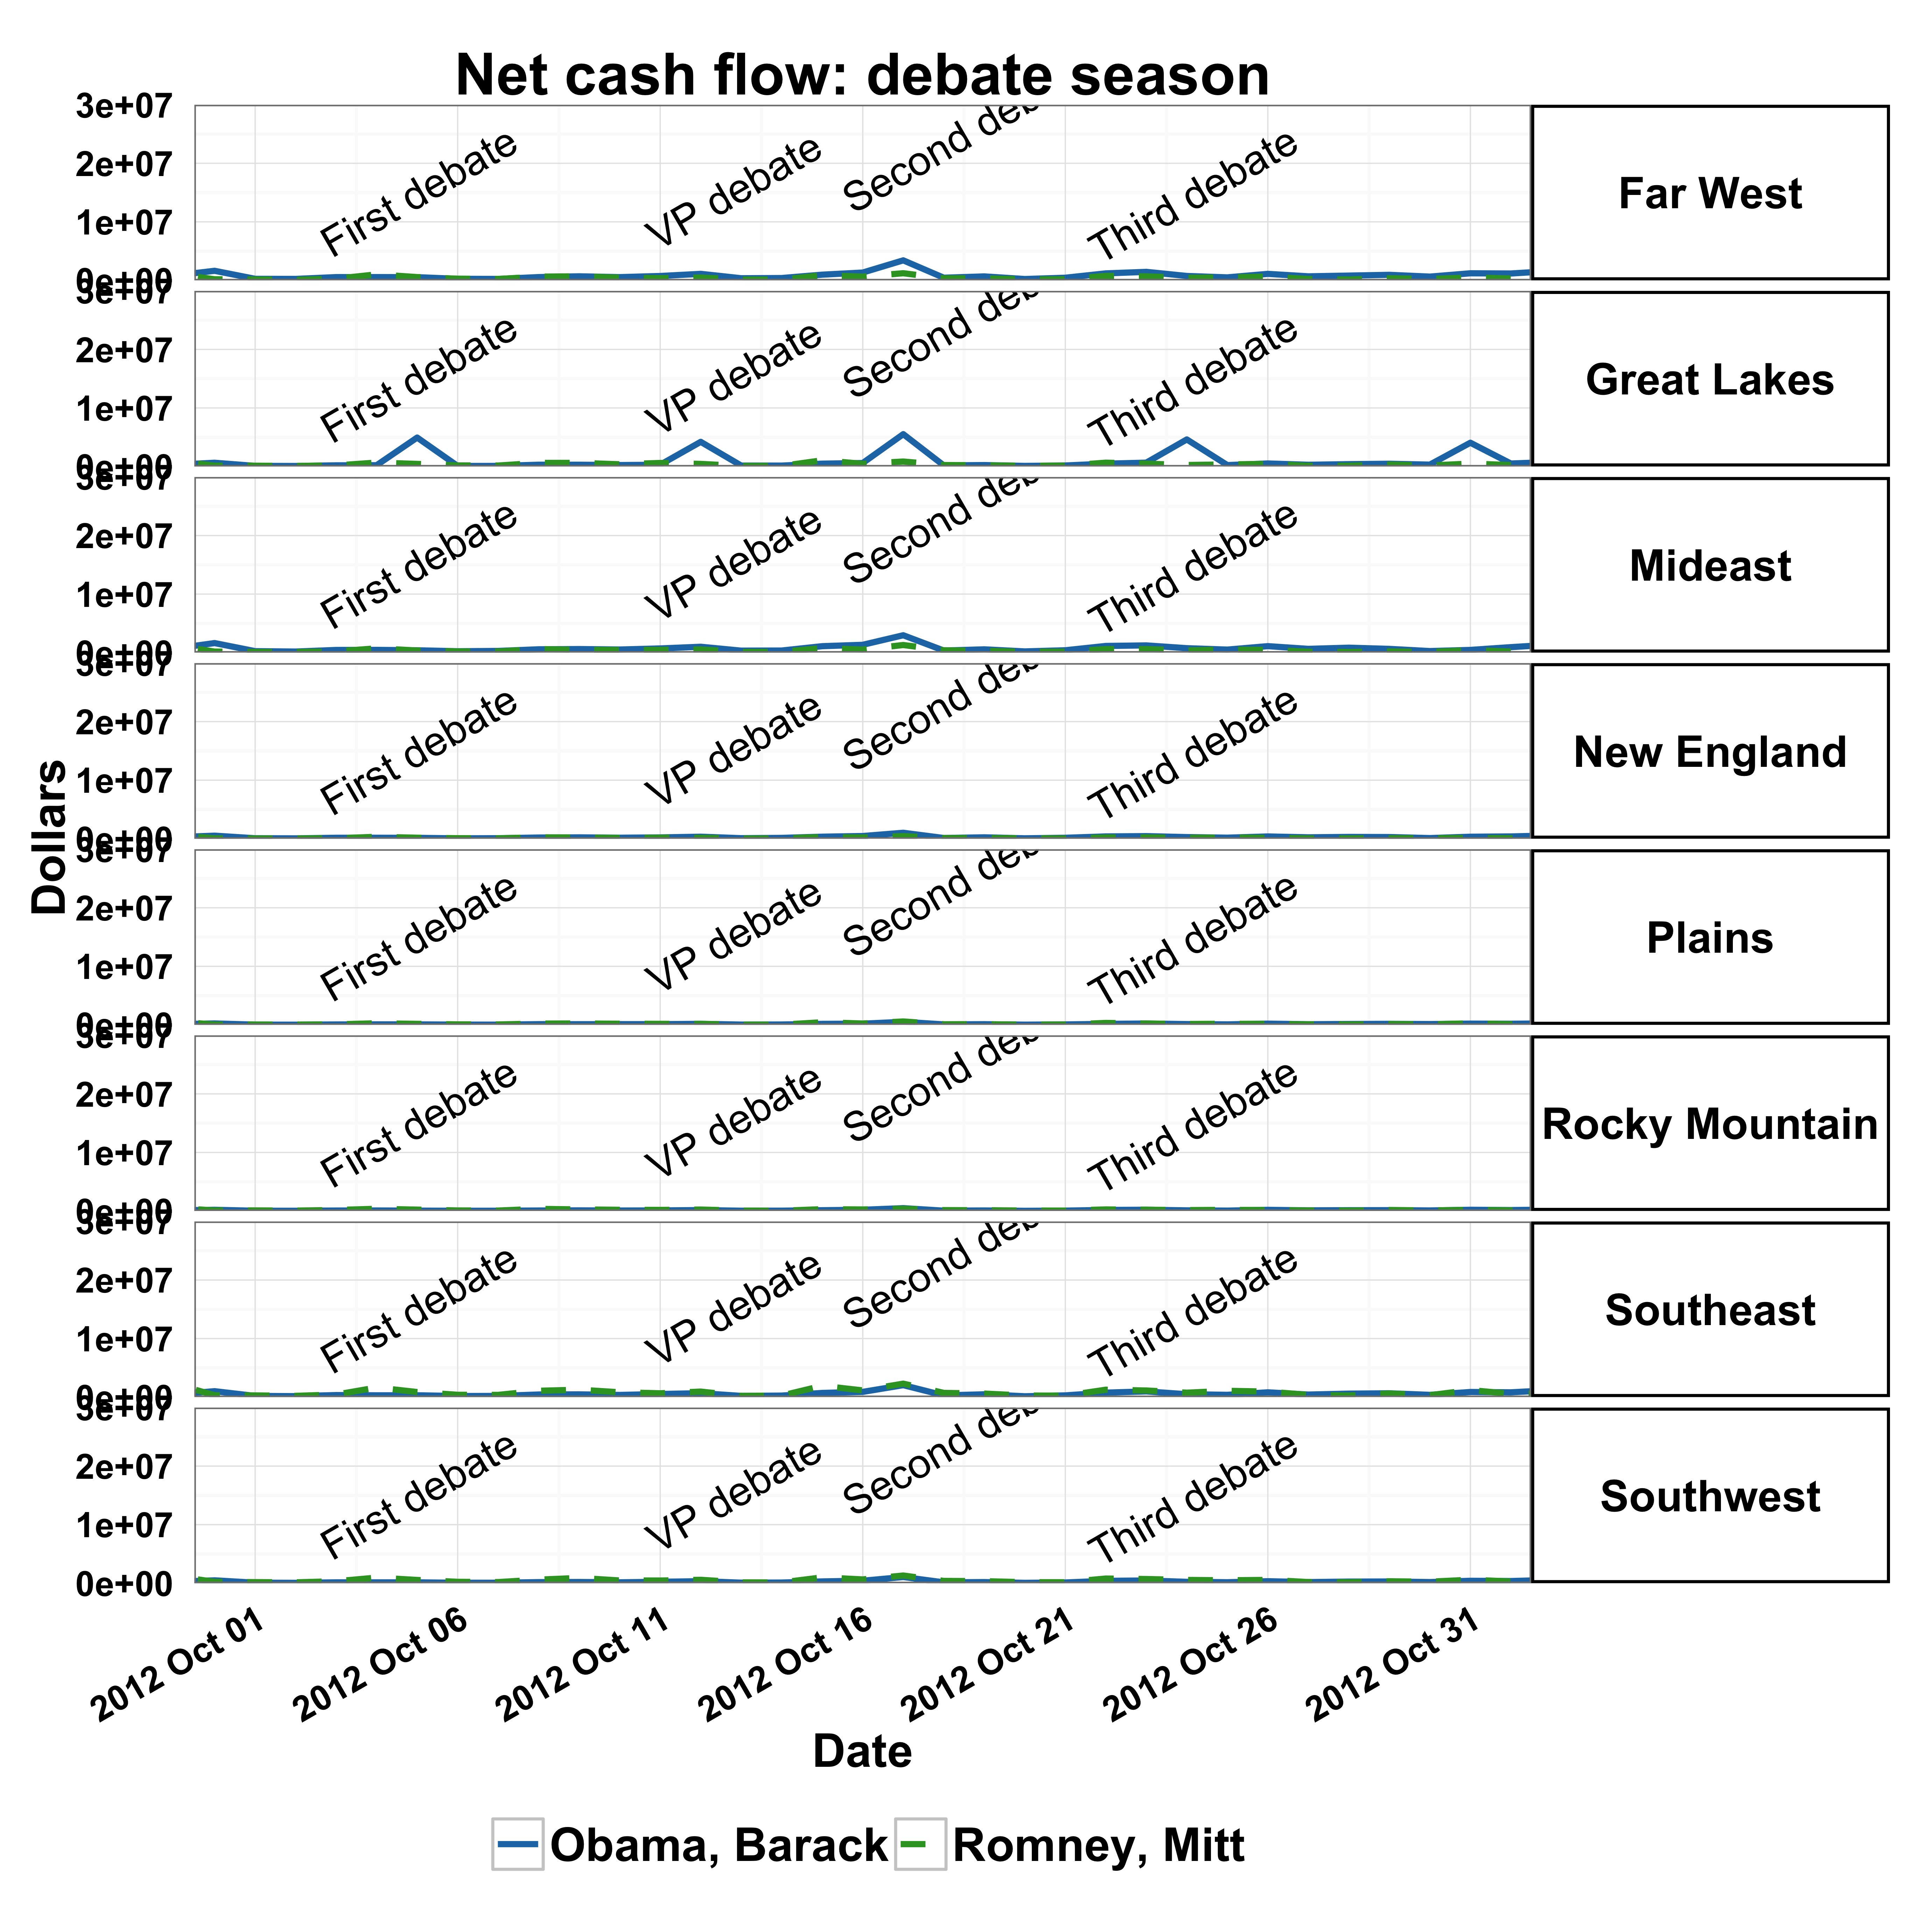 Net cash flow: debate season
3e+07
2e+07
1e+07
0e+00
First debate
VP debate
Second deb
Third debate
Far West
3e+07
2e+07
1e+07
0e+00
First debate
VP debate
Second deb
Third debate
Great Lakes
3e+07
2e+07
1e+07
0e+00
First debate
VP debate
Second deb
Third debate
Mideast
3e+07
2e+07
1e+07
0e+00
First debate
VP debate
Second deb
Third debate
New England
3e+07
2e+07
1e+07
0e+00
First debate
VP debate
Second deb
Third debate
Plains
3e+07
2e+07
1e+07
0e+00
First debate
VP debate
Second deb
Third debate
Rocky Mountain
3e+07
2e+07
1e+07
0e+00
First debate
VP debate
Second deb
Third debate
Southeast
3e+07
2e+07
1e+07
0e+00
First debate
VP debate
Second deb
Third debate
Southwest
Dollars
2012 Oct 01
2012 Oct 06
2012 Oct 11
2012 Oct 16
2012 Oct 21
2012 Oct 26
2012 Oct 31
Date
Obama, Barack
Romney, Mitt